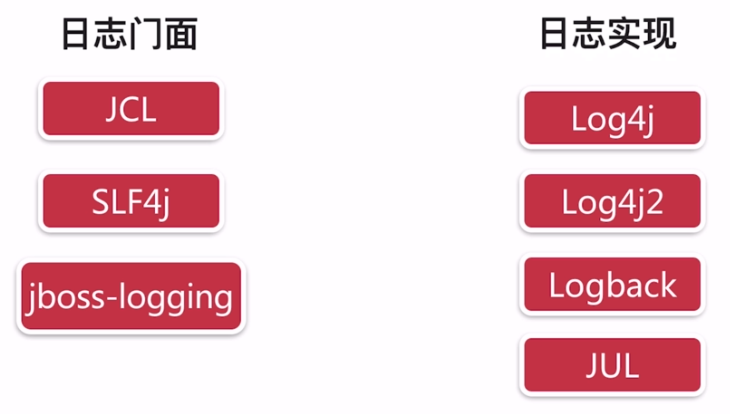 日志门面
JCL
SLF4j
jboss-logging
日志实现
Log4j
Log4j2
Logback
JUL